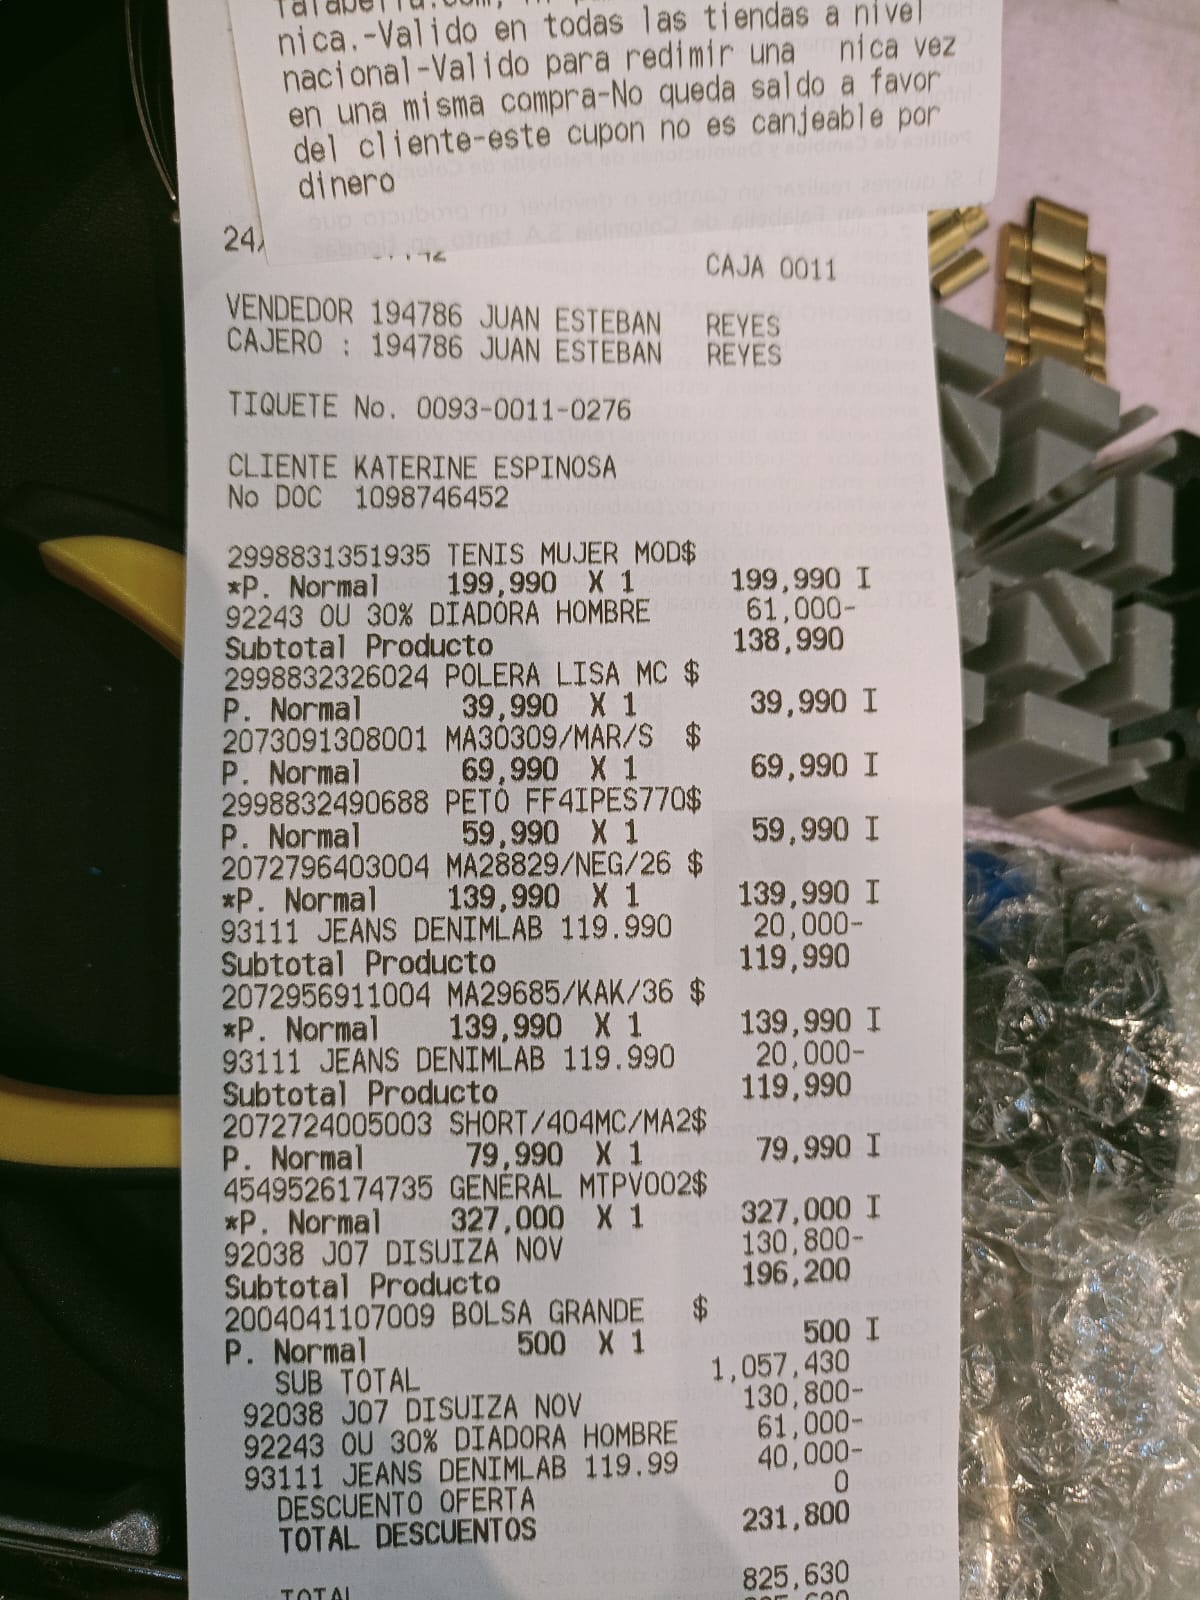 nica.-Valido en todas las tiendas a nivel
nacional-Valido para redimir una nica vez
en una misma compra-No queda saldo a favor
del cliente-este cupon no es canjeable por
dinero
24/
CAJA 0011
VENDEDOR 194786 JUAN ESTEBAN REYES
CAJERO : 194786 JUAN ESTEBAN REYES
TIQUETE No. 0093-0011-0276
CLIENTE KATERINE ESPINOSA
No DOC 1098746452
2998831351935 TENIS MUJER MOD$
*P. Normal 199,990 X 1 199,990 I
92243 OU 30% DIADORA HOMBRE 61,000-
Subtotal Producto 138,990
2998832326024 POLERA LISA MC $
P. Normal 39,990 X 1 39,990 I
2073091308001 MA30309/MAR/S $
P. Normal 69,990 X 1 69,990 I
2998832490688 PETO FF4IPES770$
P. Normal 59,990 X 1 59,990 I
2072796403004 MA28829/NEG/26 $
*P. Normal 139,990 X 1 139,990 I
93111 JEANS DENIMLAB 119.990 20,000-
Subtotal Producto 119,990
2072956911004 MA29685/KAK/36 $
*P. Normal 139,990 X 1 139,990 I
93111 JEANS DENIMLAB 119.990 20,000-
Subtotal Producto 119,990
2072724005003 SHORT/404MC/MA2$
P. Normal 79,990 X 1 79,990 I
4549526174735 GENERAL MTPV002$
*P. Normal 327,000 X 1 327,000 I
92038 J07 DISUIZA NOV 130,800-
Subtotal Producto 196,200
2004041107009 BOLSA GRANDE $
P. Normal 500 X 1 500 I
SUB TOTAL 1,057,430
92038 J07 DISUIZA NOV 130,800-
92243 OU 30% DIADORA HOMBRE 61,000-
93111 JEANS DENIMLAB 119.99 40,000-
DESCUENTO OFERTA 0
TOTAL DESCUENTOS 231,800
TOTAL 825,630